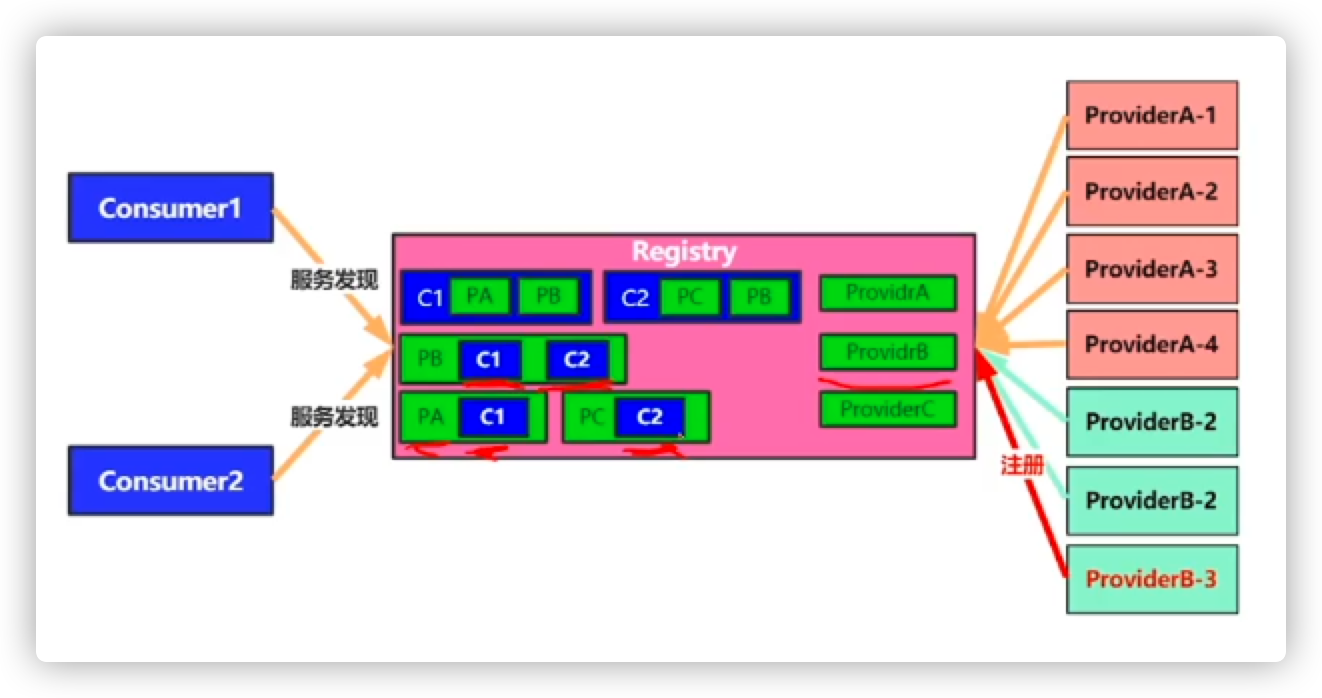 Consumer1
服务发现
服务发现
Consumer2
Registry
C1 PA PB
C2 PC PB
PB C1 C2
PA C1
PC C2
ProvidrA
ProvidrB
ProviderC
注册
ProviderA-1
ProviderA-2
ProviderA-3
ProviderA-4
ProviderB-2
ProviderB-2
ProviderB-3